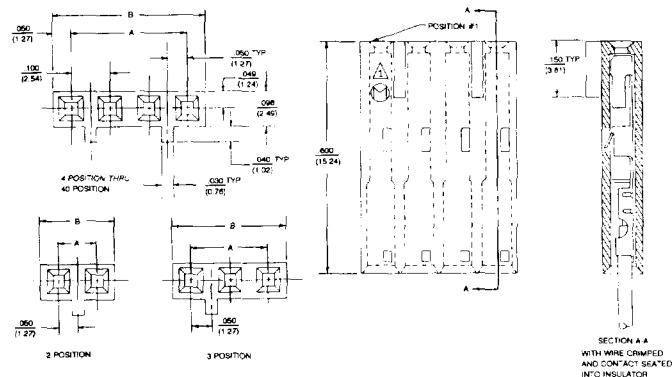 B
.050
(1.27)
A
.050 TYP
(1.27)
.100
(2.54)
.049
(1.24)
.098
(2.49)
.040 TYP
(1.02)
.030 TYP
(0.76)
4 POSITION THRU
40 POSITION
POSITION #1
A
1
M
.600
(15.24)
A
.150 TYP
(3.81)
B
A
.050
(1.27)
2 POSITION
B
A
.050
(1.27)
3 POSITION
SECTION A-A
WITH WIRE CRIMPED
AND CONTACT SEATED
INTO INSULATOR